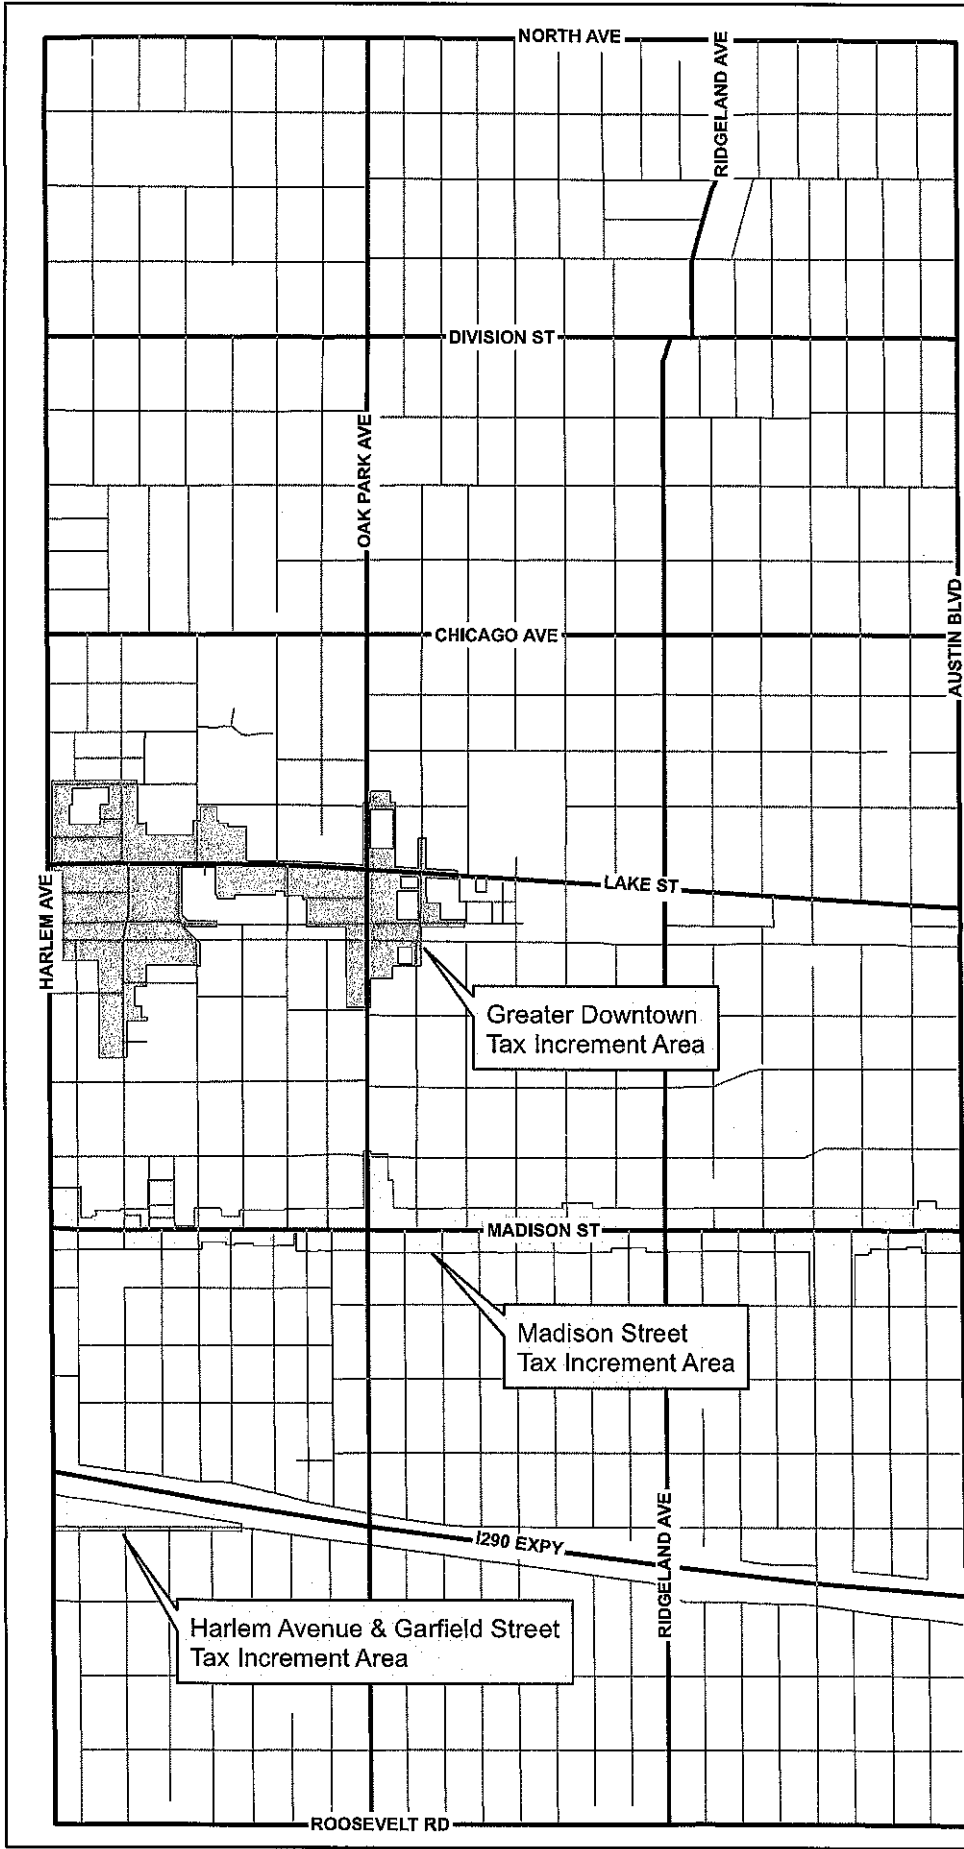 NORTH AVE
RIDGELAND AVE
DIVISION ST
OAK PARK AVE
CHICAGO AVE
AUSTIN BLVD
HARLEM AVE
LAKE ST
Greater Downtown
Tax Increment Area
MADISON ST
Madison Street
Tax Increment Area
I290 EXPY
RIDGELAND AVE
Harlem Avenue & Garfield Street
Tax Increment Area
ROOSEVELT RD